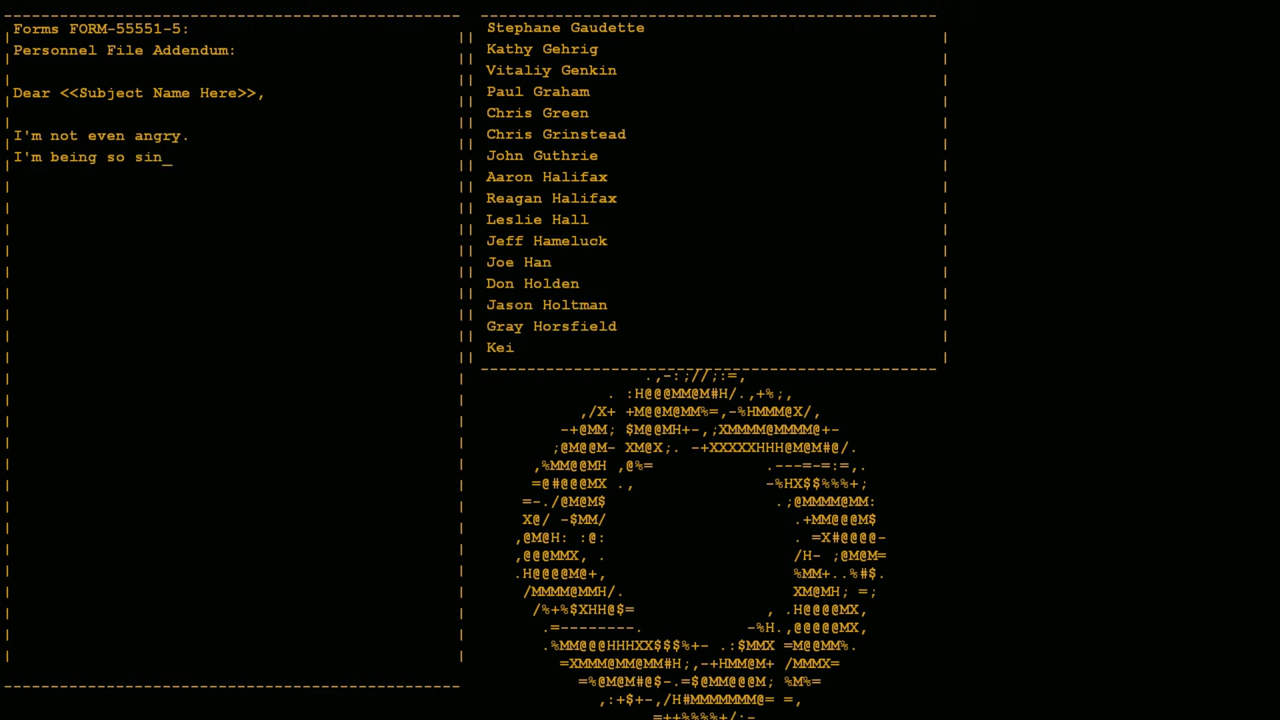 Forms FORM-55551-5:
Personnel File Addendum:
Dear <<Subject Name Here>>,
I'm not even angry.
I'm being so sin_
Stephane Gaudette
Kathy Gehrig
Vitaliy Genkin
Paul Graham
Chris Green
Chris Grinstead
John Guthrie
Aaron Halifax
Reagan Halifax
Leslie Hall
Jeff Hameluck
Joe Han
Don Holden
Jason Holtman
Gray Horsfield
Kei